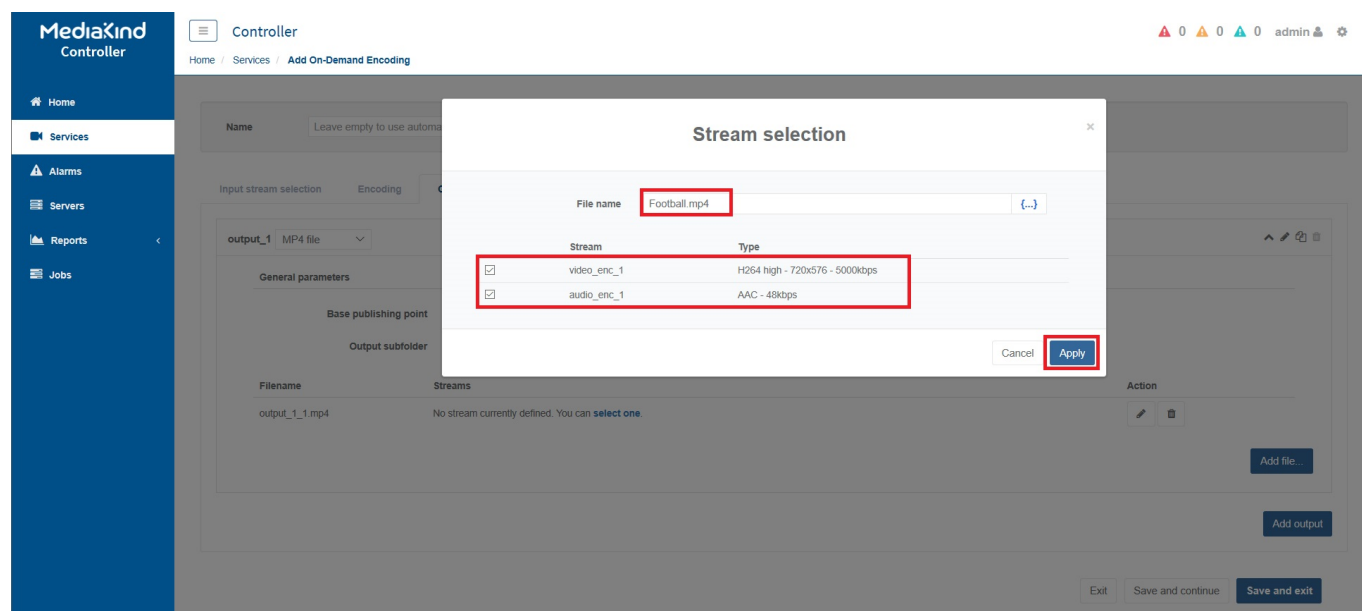 MediaKind
Controller
Home
Services
Alarms
Servers
Reports
Jobs
Controller
0 0 0 admin
Home / Services / Add On-Demand Encoding
Name Leave empty to use automa
Input stream selection Encoding
output_1 MP4 file
General parameters
Base publishing point
Output subfolder
Filename Streams Action
output_1_1.mp4 No stream currently defined. You can select one.
Add file...
Add output
Exit Save and continue Save and exit
Stream selection
×
File name Football.mp4 {...}
Stream Type
video_enc_1 H264 high - 720x576 - 5000kbps
audio_enc_1 AAC - 48kbps
Cancel Apply